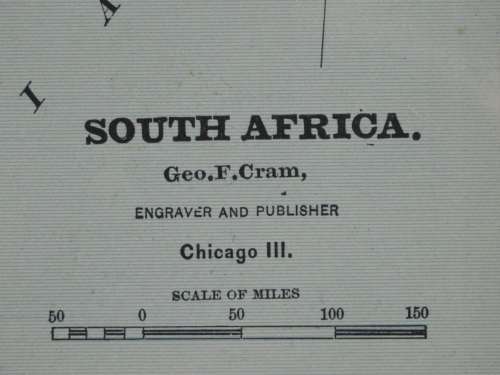 A
I
SOUTH AFRICA.
Geo.F.Cram,
ENGRAVER AND PUBLISHER
Chicago Ill.
SCALE OF MILES
50 0 50 100 150